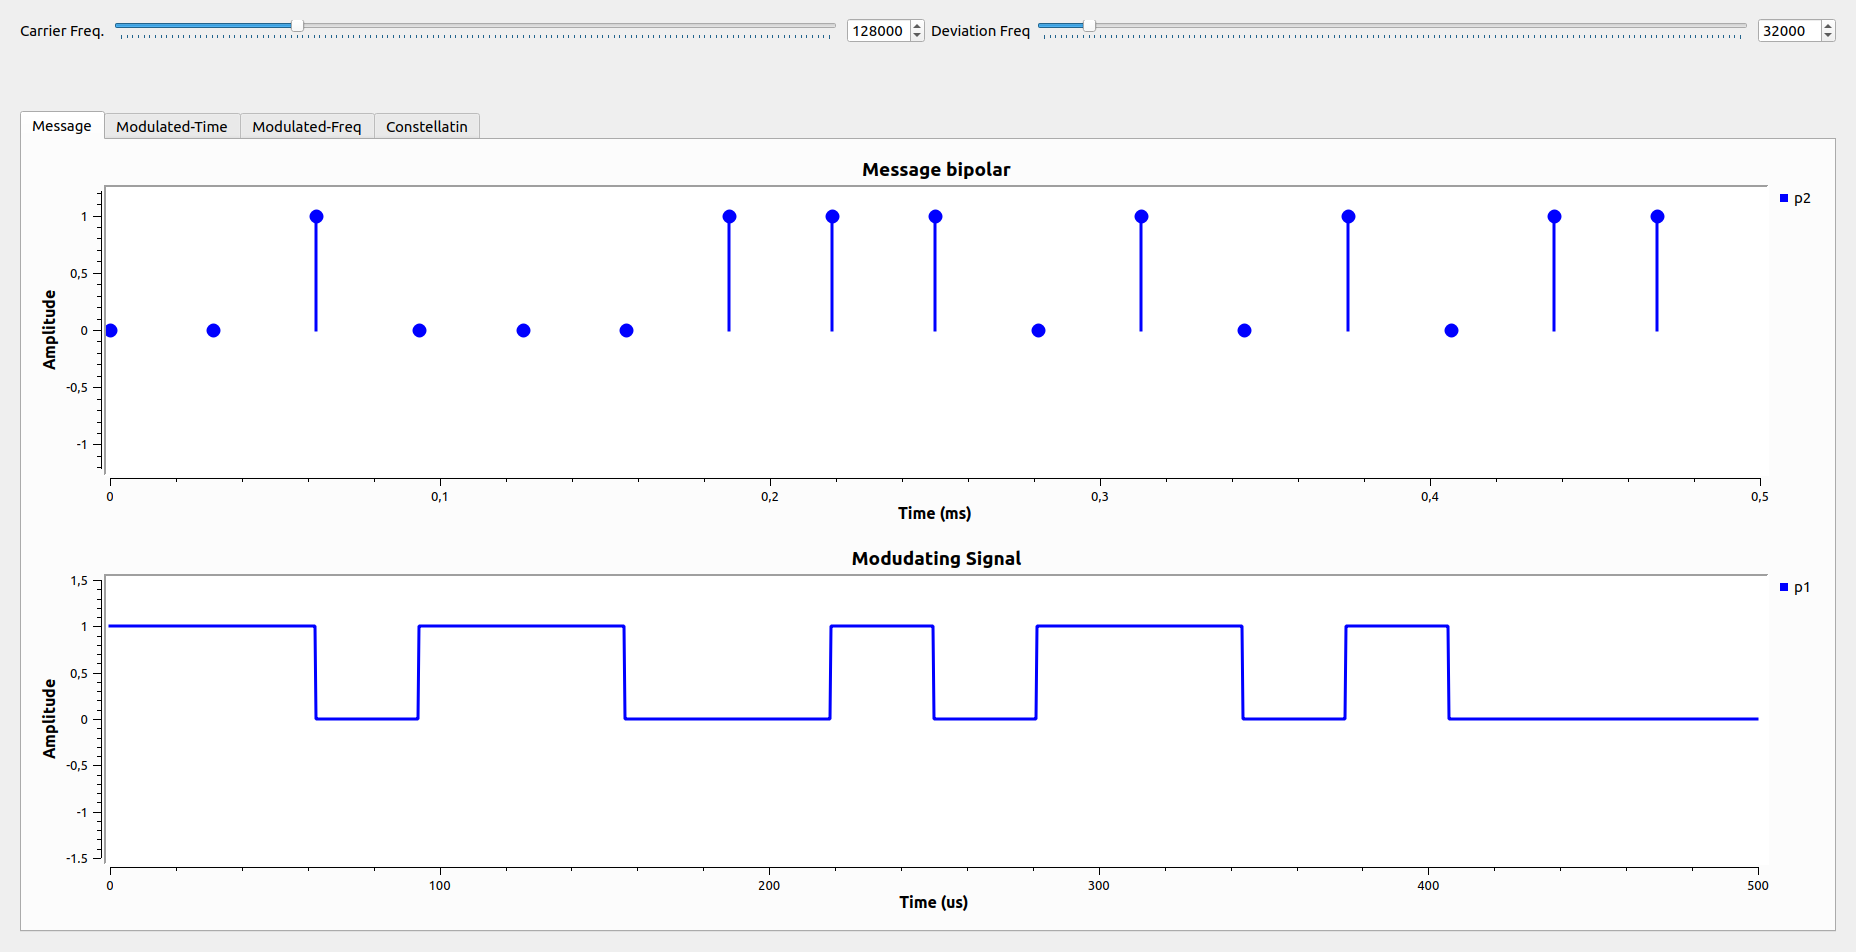 Carrier Freq. 128000 Deviation Freq 32000
Message Modulated-Time Modulated-Freq Constellatin
Message bipolar
p2
1
0,5
0
-0,5
-1
Amplitude
0 0,1 0,2 0,3 0,4 0,5
Time (ms)
Modudating Signal
p1
1,5
1
0,5
0
-0,5
-1
-1.5
Amplitude
0 100 200 300 400 500
Time (us)